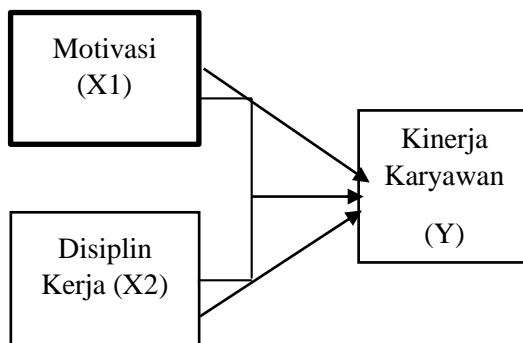 Motivasi
(X1)
Kinerja
Karyawan
(Y)
Disiplin
Kerja (X2)